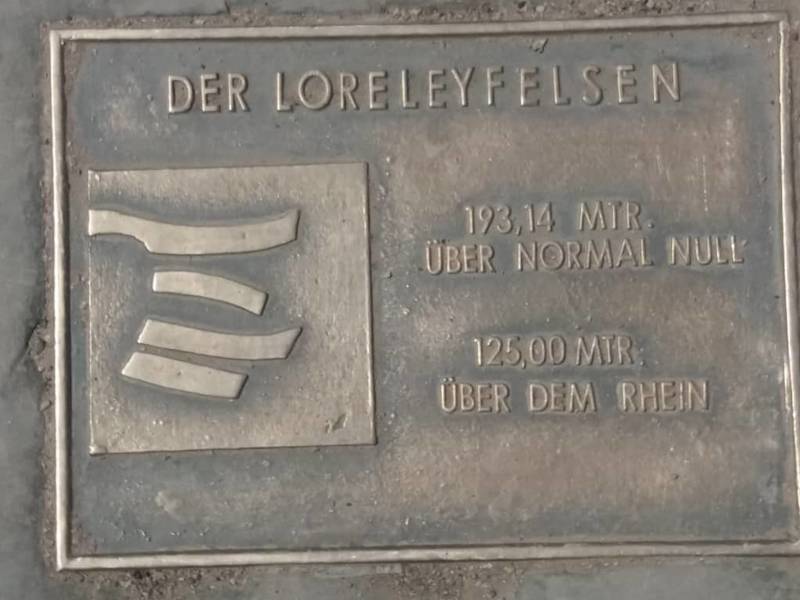 DER LORELEYFELSEN
193,14 MTR.
ÜBER NORMAL NULL
125,00 MTR.
ÜBER DEM RHEIN